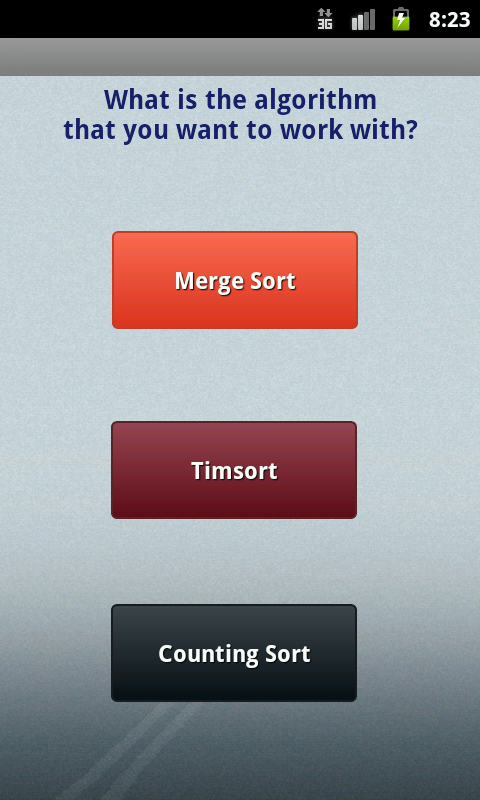 3G 8:23
What is the algorithm
that you want to work with?
Merge Sort
Timsort
Counting Sort